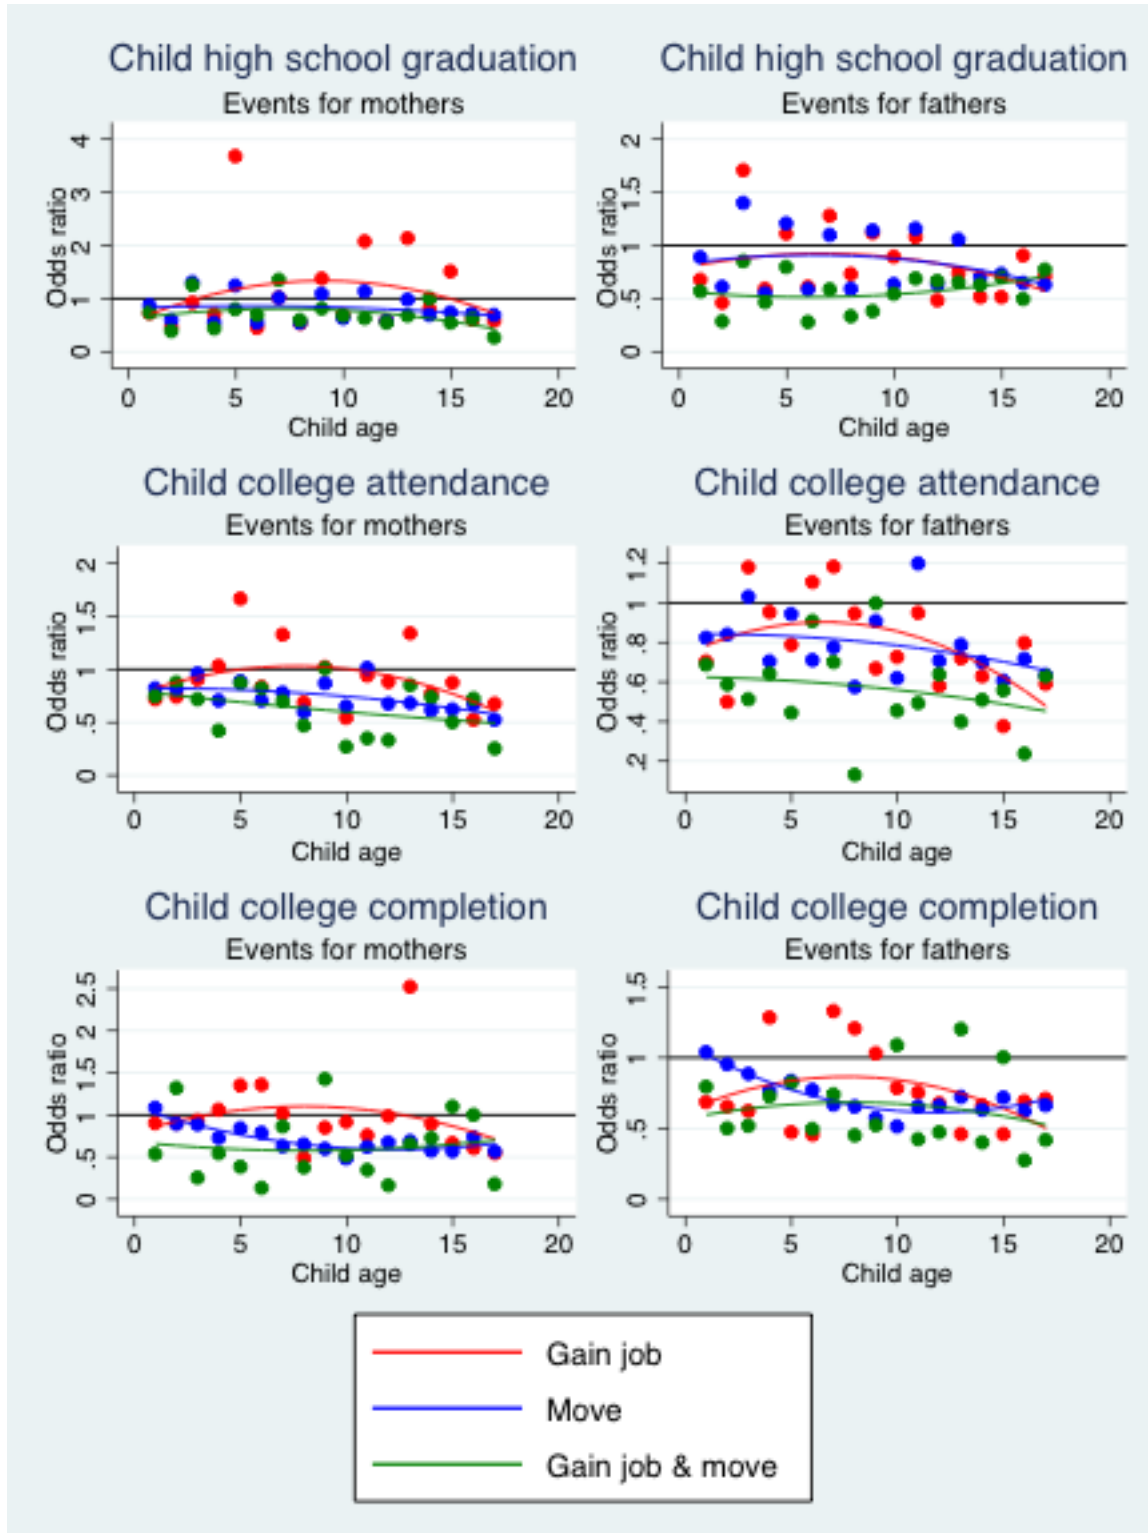 Child high school graduation
Events for mothers
4
3
2
1
0
Odds ratio
0 5 10 15 20
Child age
Child high school graduation
Events for fathers
2
1.5
1
.5
0
Odds ratio
0 5 10 15 20
Child age
Child college attendance
Events for mothers
2
1.5
1
.5
0
Odds ratio
0 5 10 15 20
Child age
Child college attendance
Events for fathers
1.2
1
.8
.6
.4
.2
Odds ratio
0 5 10 15 20
Child age
Child college completion
Events for mothers
2.5
2
1.5
1
.5
0
Odds ratio
0 5 10 15 20
Child age
Child college completion
Events for fathers
1.5
1
.5
0
Odds ratio
0 5 10 15 20
Child age
Gain job
Move
Gain job & move